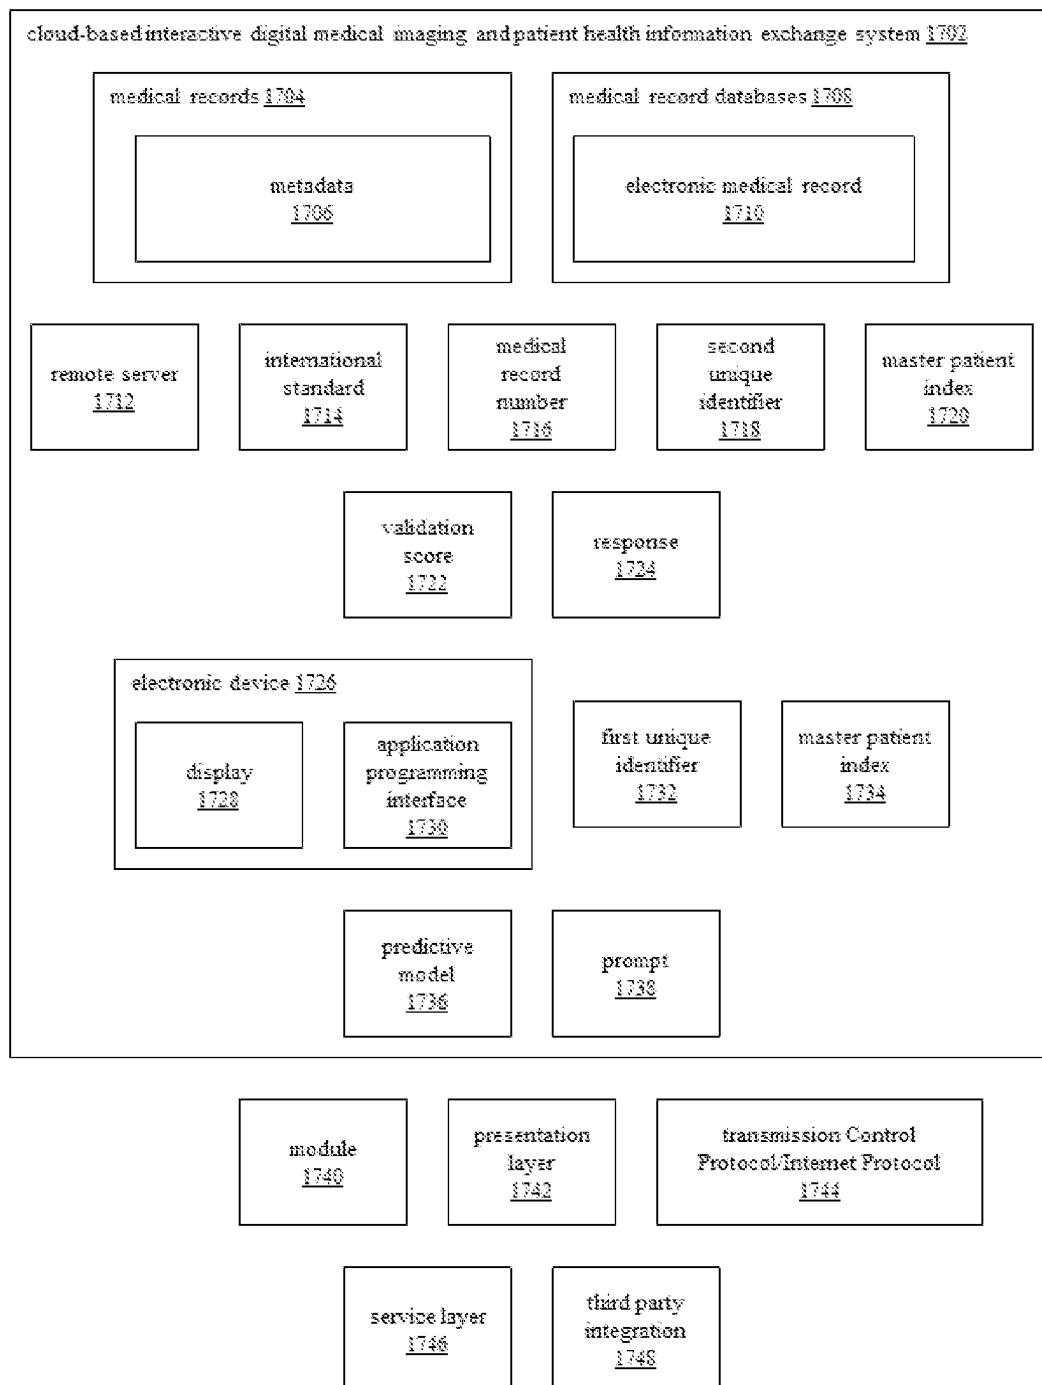 cloud-based interactive digital medical imaging and patient health information exchange system 1702
medical records 1704
metadata
1706
medical record databases 1708
electronic medical record
1710
remote server
1712
international
standard
1714
medical
record
number
1716
second
unique
identifier
1718
master patient
index
1720
validation
score
1722
response
1724
electronic device 1726
display
1728
application
programming
interface
1730
first unique
identifier
1732
master patient
index
1734
predictive
model
1736
prompt
1738
module
1740
presentation
layer
1742
transmission Control
Protocol/Internet Protocol
1744
service layer
1746
third party
integration
1748